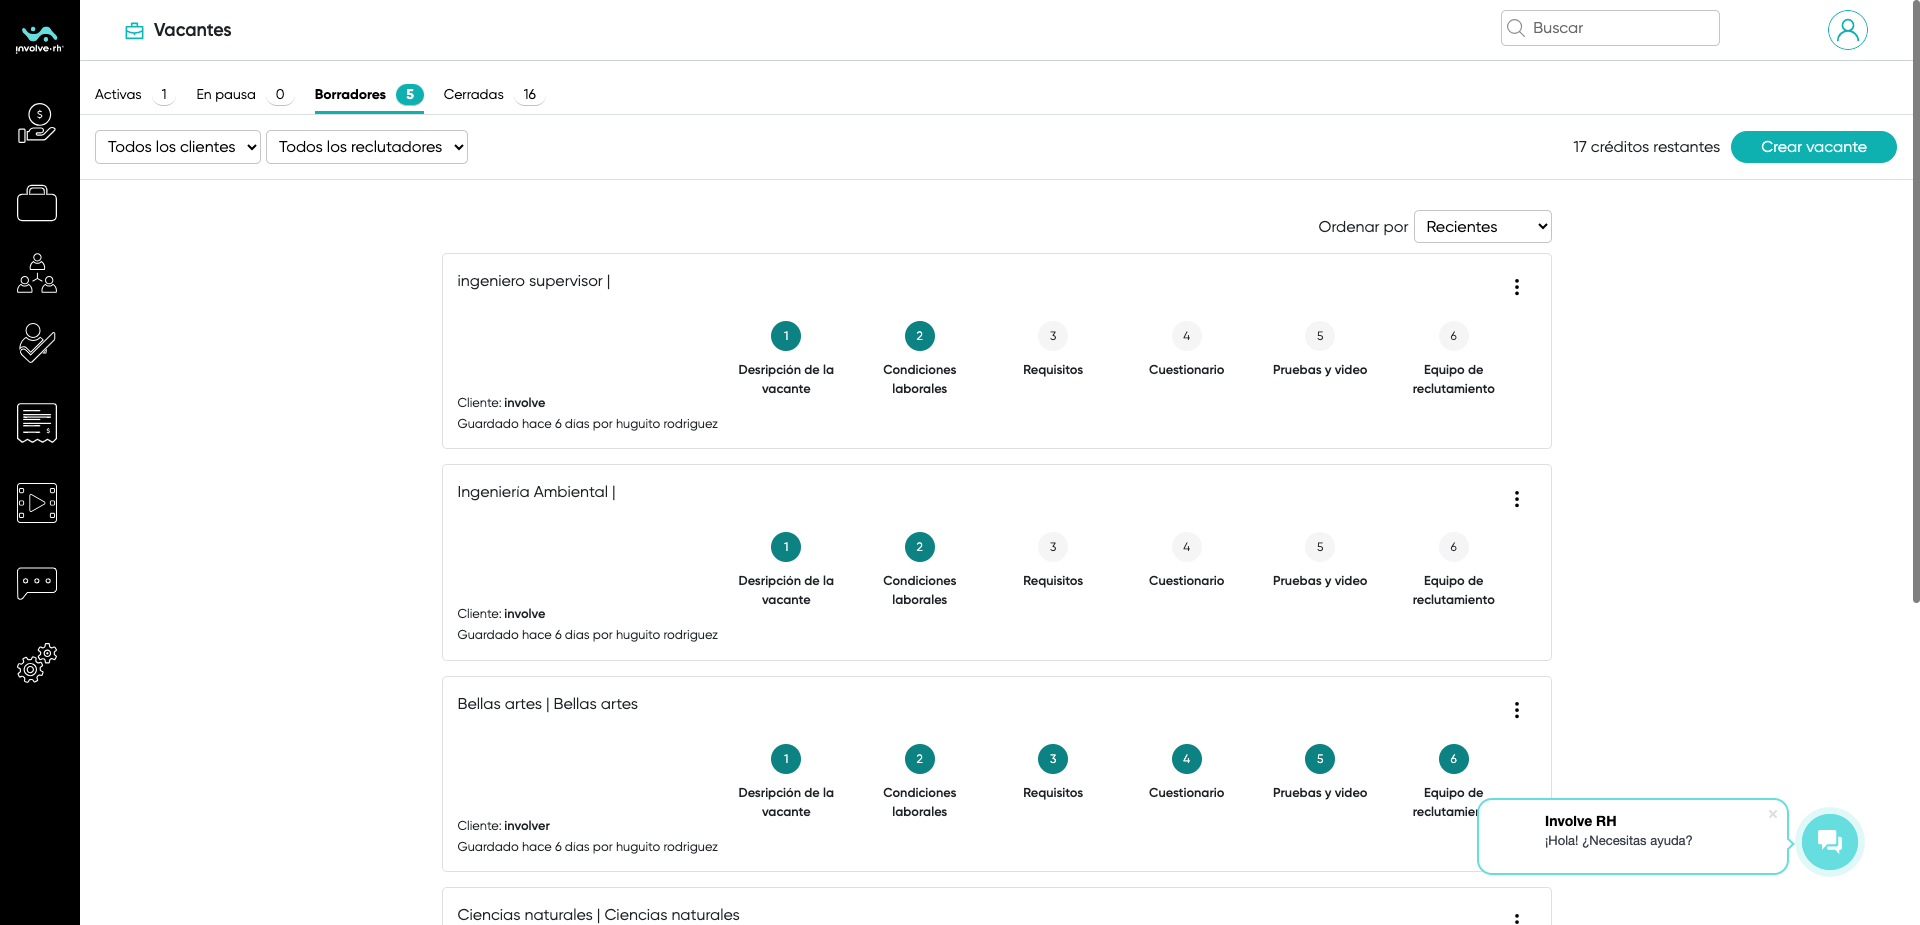 involve·rh
Vacantes
Buscar
Activas 1 En pausa 0 Borradores 5 Cerradas 16
Todos los clientes Todos los reclutadores 17 créditos restantes Crear vacante
Ordenar por Recientes
ingeniero supervisor |
1 2 3 4 5 6
Desripción de la Condiciones Requisitos Cuestionario Pruebas y video Equipo de
vacante laborales reclutamiento
Cliente: involve
Guardado hace 6 días por huguito rodriguez
Ingeniería Ambiental |
1 2 3 4 5 6
Desripción de la Condiciones Requisitos Cuestionario Pruebas y video Equipo de
vacante laborales reclutamiento
Cliente: involve
Guardado hace 6 días por huguito rodriguez
Bellas artes | Bellas artes
1 2 3 4 5 6
Desripción de la Condiciones Requisitos Cuestionario Pruebas y video Equipo de
vacante laborales reclutamien
Cliente: involver
Guardado hace 6 días por huguito rodriguez
Involve RH
¡Hola! ¿Necesitas ayuda?
Ciencias naturales | Ciencias naturales